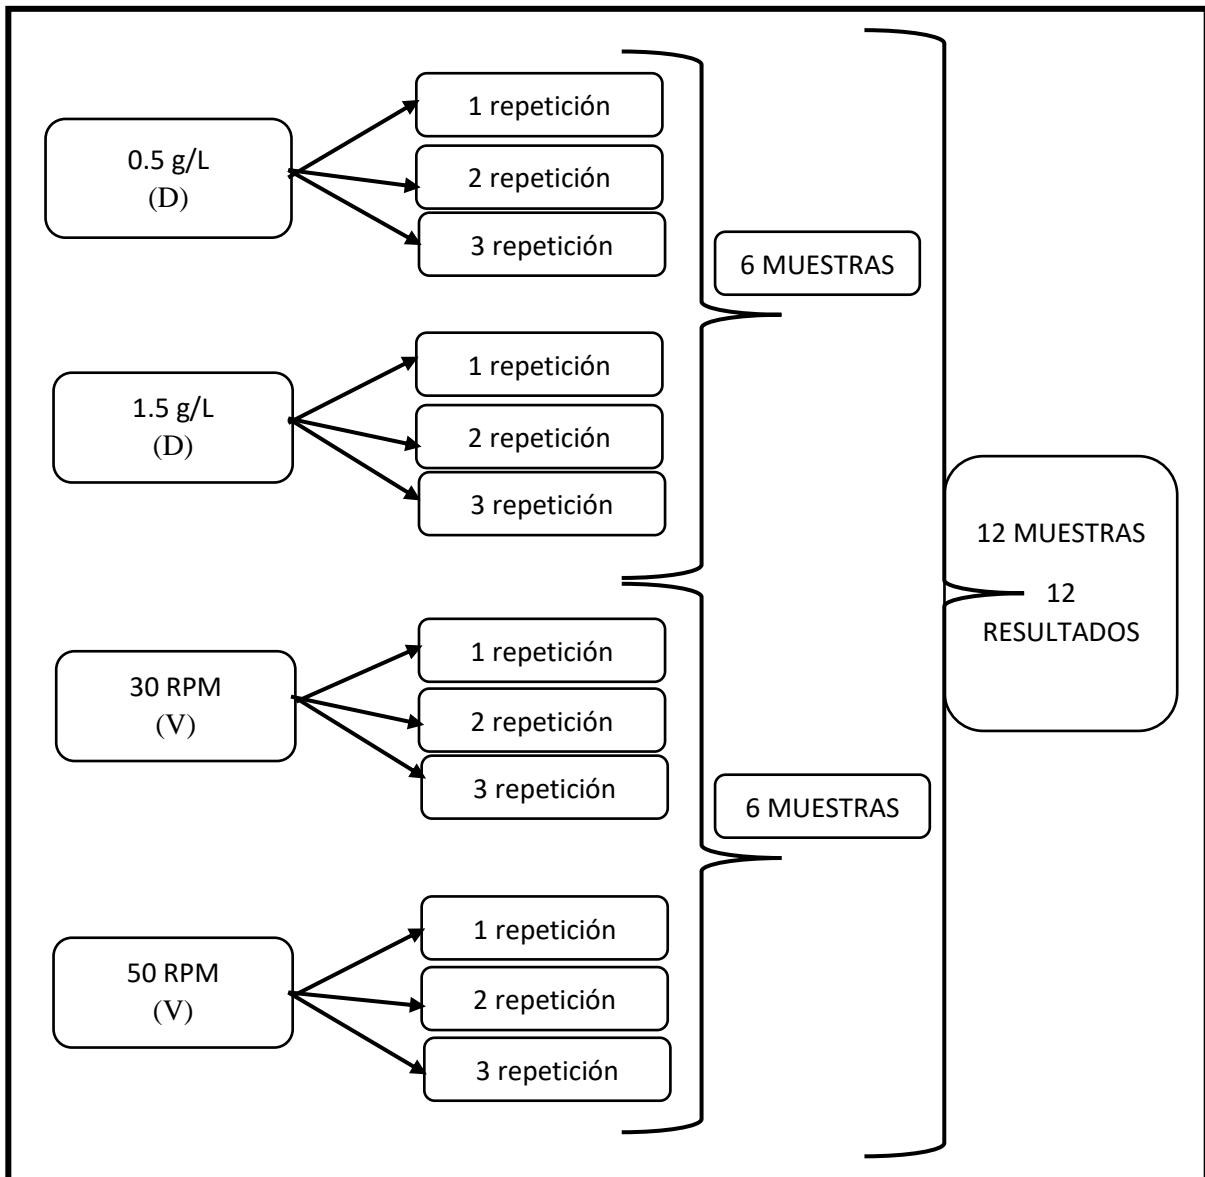 0.5 g/L
(D)
1 repetición
2 repetición
3 repetición
1.5 g/L
(D)
1 repetición
2 repetición
3 repetición
6 MUESTRAS
30 RPM
(V)
1 repetición
2 repetición
3 repetición
50 RPM
(V)
1 repetición
2 repetición
3 repetición
6 MUESTRAS
12 MUESTRAS
12
RESULTADOS